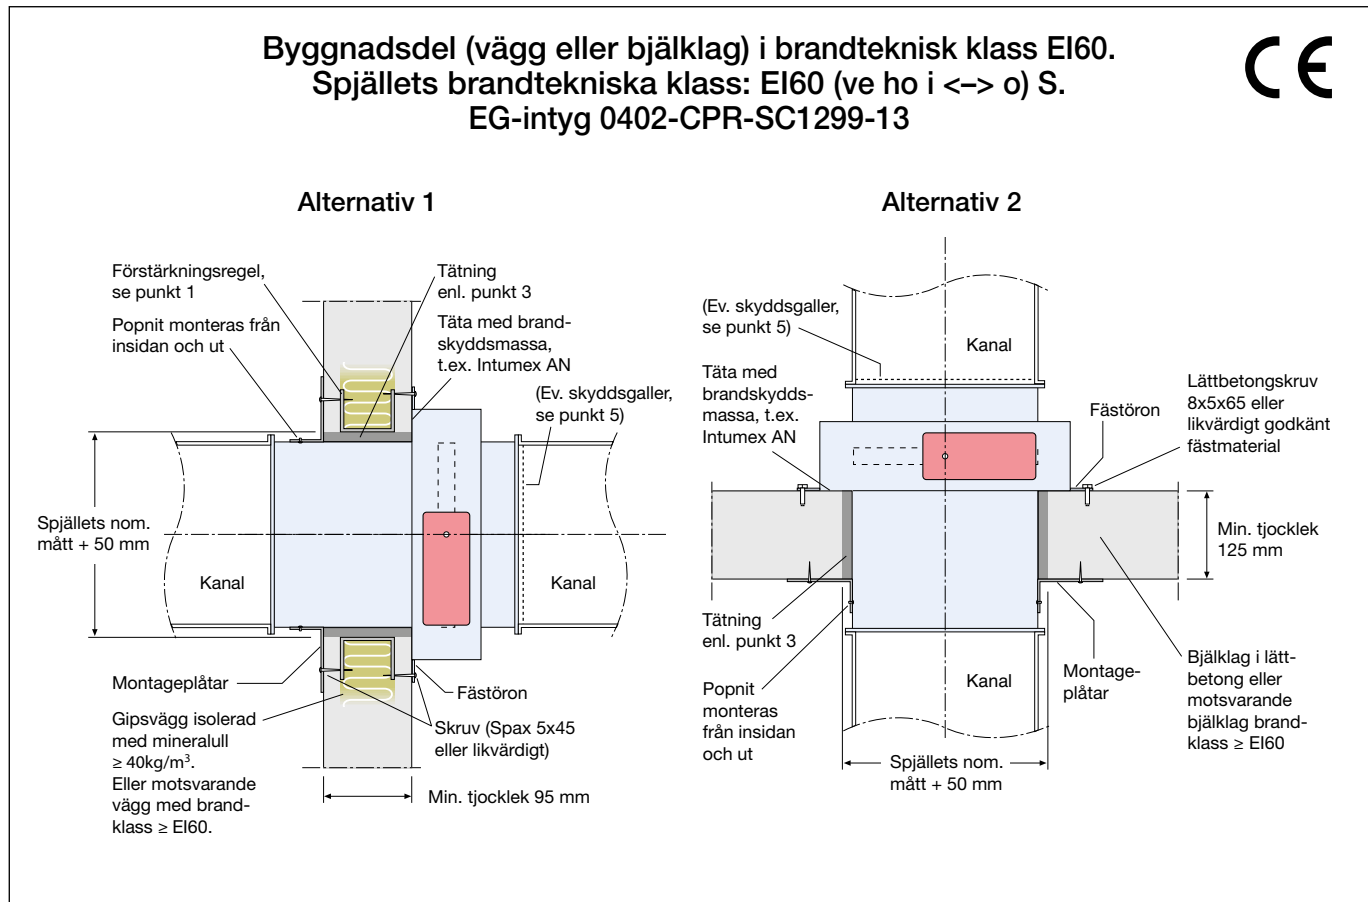 Byggnadsdel (vägg eller bjälklag) i brandteknisk klass EI60.
Spjällets brandtekniska klass: EI60 (ve ho i <–> o) S.
EG-intyg 0402-CPR-SC1299-13
CE
Alternativ 1
Förstärkningsregel,
se punkt 1
Popnit monteras från
insidan och ut
Tätning
enl. punkt 3
Täta med brand-
skyddsmassa,
t.ex. Intumex AN
(Ev. skyddsgaller,
se punkt 5)
Spjällets nom.
mått + 50 mm
Kanal
Kanal
Montageplåtar
Gipsvägg isolerad
med mineralull
≥ 40kg/m³.
Eller motsvarande
vägg med brand-
klass ≥ EI60.
Fästöron
Skruv (Spax 5x45
eller likvärdigt)
Min. tjocklek 95 mm
Alternativ 2
(Ev. skyddsgaller,
se punkt 5)
Kanal
Täta med
brandskydds-
massa, t.ex.
Intumex AN
Fästöron
Lättbetongskruv
8x5x65 eller
likvärdigt godkänt
fästmaterial
Min. tjocklek
125 mm
Tätning
enl. punkt 3
Popnit
monteras
från insidan
och ut
Kanal
Montage-
plåtar
Bjälklag i lätt-
betong eller
motsvarande
bjälklag brand-
klass ≥ EI60
Spjällets nom.
mått + 50 mm